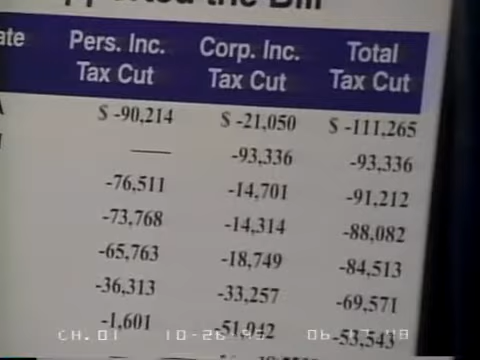 the Bill
Pers. Inc. Corp. Inc. Total
Tax Cut Tax Cut Tax Cut
$ -90,214 $ -21,050 $ -111,265
-93,336 -93,336
-76,511 -14,701 -91,212
-73,768 -14,314 -88,082
-65,763 -18,749 -84,513
-36,313 -33,257 -69,571
-1,601 -51,942 -53,543
CH.01